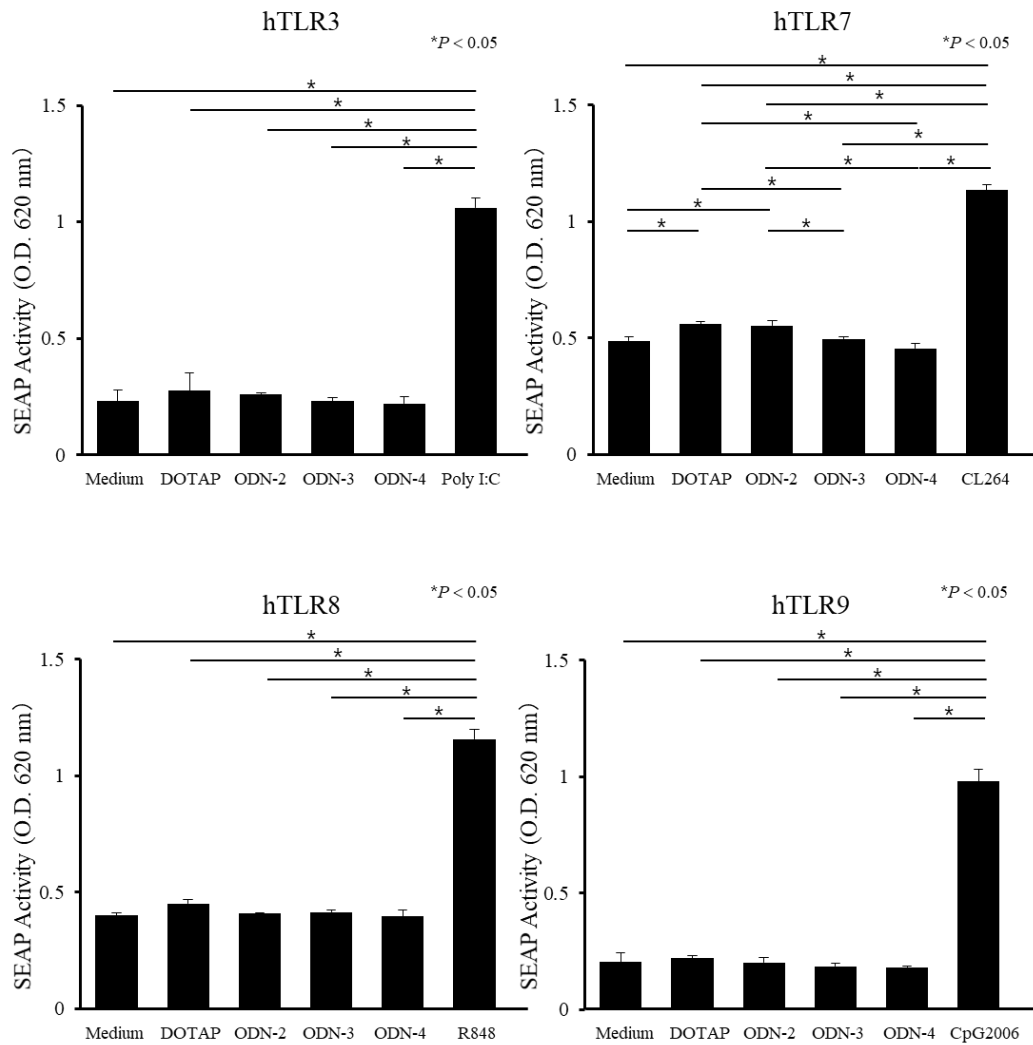 hTLR3
*P < 0.05
*
*
*
*
*
1.5
1
0.5
0
SEAP Activity (O.D. 620 nm)
Medium DOTAP ODN-2 ODN-3 ODN-4 Poly I:C
hTLR7
*P < 0.05
*
*
*
*
*
*
*
*
*
*
*
1.5
1
0.5
0
SEAP Activity (O.D. 620 nm)
Medium DOTAP ODN-2 ODN-3 ODN-4 CL264
hTLR8
*P < 0.05
*
*
*
*
*
1.5
1
0.5
0
SEAP Activity (O.D. 620 nm)
Medium DOTAP ODN-2 ODN-3 ODN-4 R848
hTLR9
*P < 0.05
*
*
*
*
*
1.5
1
0.5
0
SEAP Activity (O.D. 620 nm)
Medium DOTAP ODN-2 ODN-3 ODN-4 CpG2006